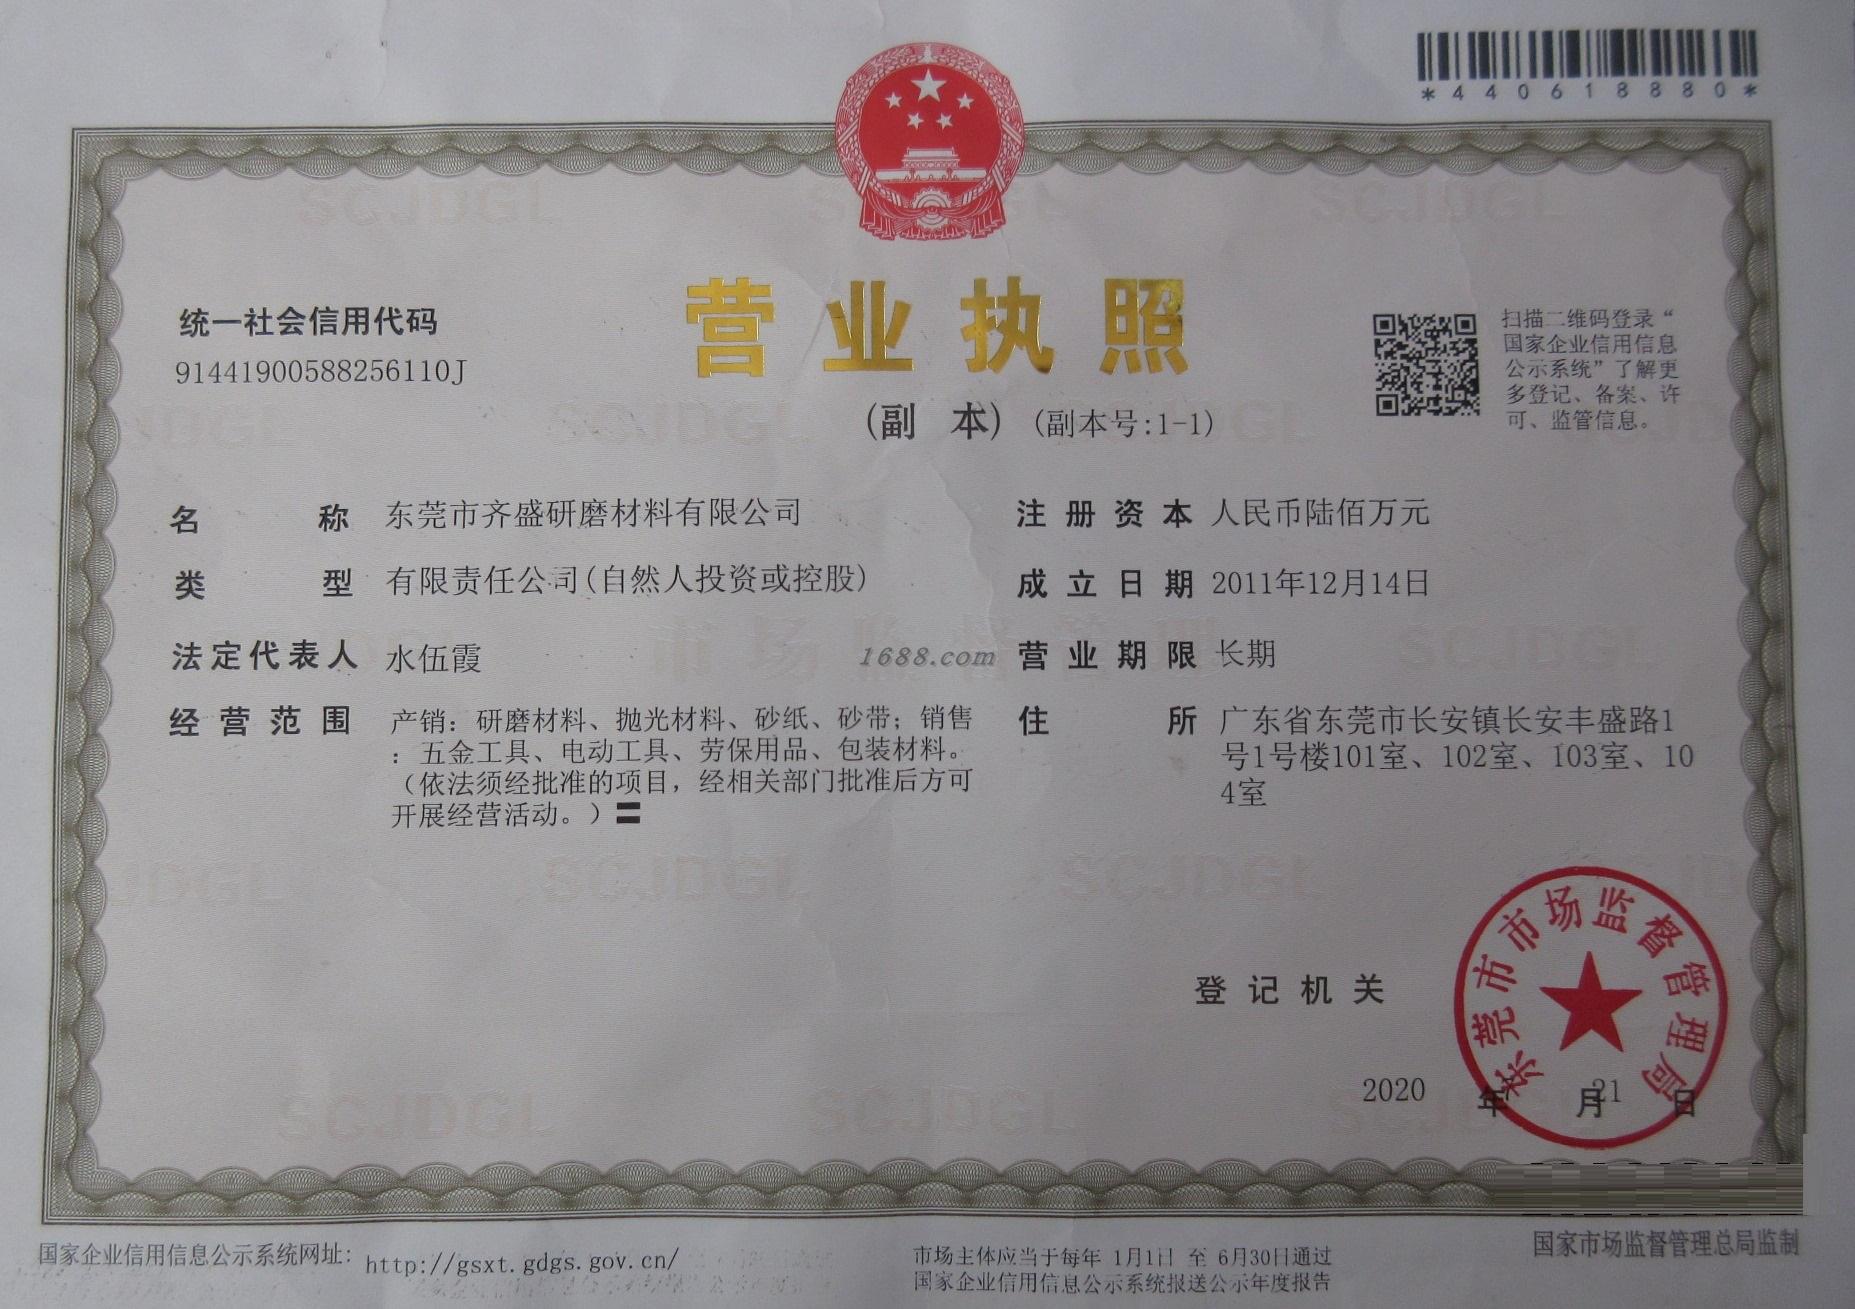 *440618880*
营业执照
(副 本) (副本号:1-1)
统一社会信用代码
91441900588256110J
扫描二维码登录“
国家企业信用信息
公示系统”了解更
多登记、备案、许
可、监管信息。
名 称 东莞市齐盛研磨材料有限公司
类 型 有限责任公司(自然人投资或控股)
法定代表人 水伍霞
经营范围 产销：研磨材料、抛光材料、砂纸、砂带；销售
：五金工具、电动工具、劳保用品、包装材料。
（依法须经批准的项目，经相关部门批准后方可
开展经营活动。）〓
注册资本 人民币陆佰万元
成立日期 2011年12月14日
营业期限 长期
住 所 广东省东莞市长安镇长安丰盛路1
号1号楼101室、102室、103室、10
4室
1688.com
登记机关
东莞市市场监督管理局
2020 年 月21 日
国家企业信用信息公示系统网址：http://gsxt.gdgs.gov.cn/
市场主体应当于每年 1月1日 至 6月30日通过
国家企业信用信息公示系统报送公示年度报告
国家市场监督管理总局监制
SCJDGL
市场监督管理